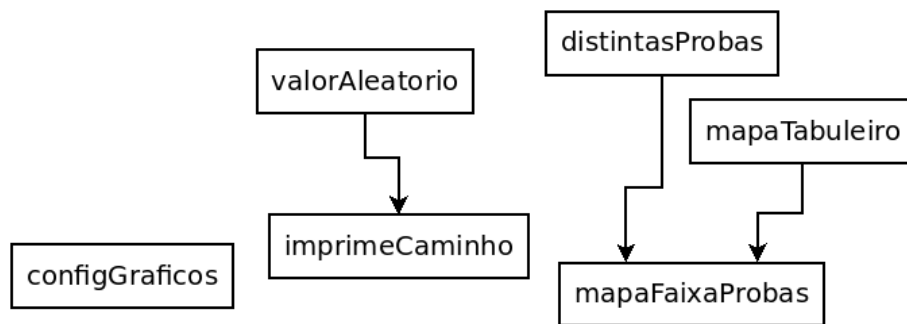 distintasProbas
valorAleatorio
mapaTabuleiro
imprimeCaminho
configGraficos
mapaFaixaProbas